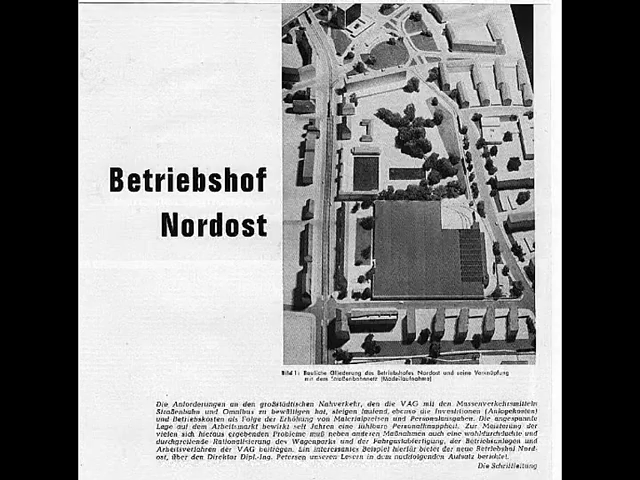 Betriebshof
Nordost
Bild 1: Bauliche Gliederung des Betriebshofes Nordost und seine Verknüpfung
mit dem Straßenbahnnetz (Modellaufnahme)
Die Anforderungen an den großstädtischen Nahverkehr, den die VAG mit den Massenverkehrsmitteln
Straßenbahn und Omnibus zu bewältigen hat, steigen laufend, ebenso die Investitionen (Anlagekosten)
und Betriebskosten als Folge der Erhöhung von Materialpreisen und Personalausgaben. Die angespannte
Lage auf dem Arbeitsmarkt bewirkt seit Jahren eine fühlbare Personalknappheit. Zur Meisterung der
vielen sich hieraus ergebenden Probleme muß neben anderen Maßnahmen auch eine wohldurchdachte und
durchgreifende Rationalisierung des Wagenparks und der Fahrgastabfertigung, der Betriebsanlagen und
Arbeitsverfahren der VAG beitragen. Ein interessantes Beispiel hierfür bietet der neue Betriebshof Nord-
ost, über den Direktor Dipl.-Ing. Petersen unseren Lesern in dem nachfolgenden Aufsatz berichtet.
Die Schriftleitung